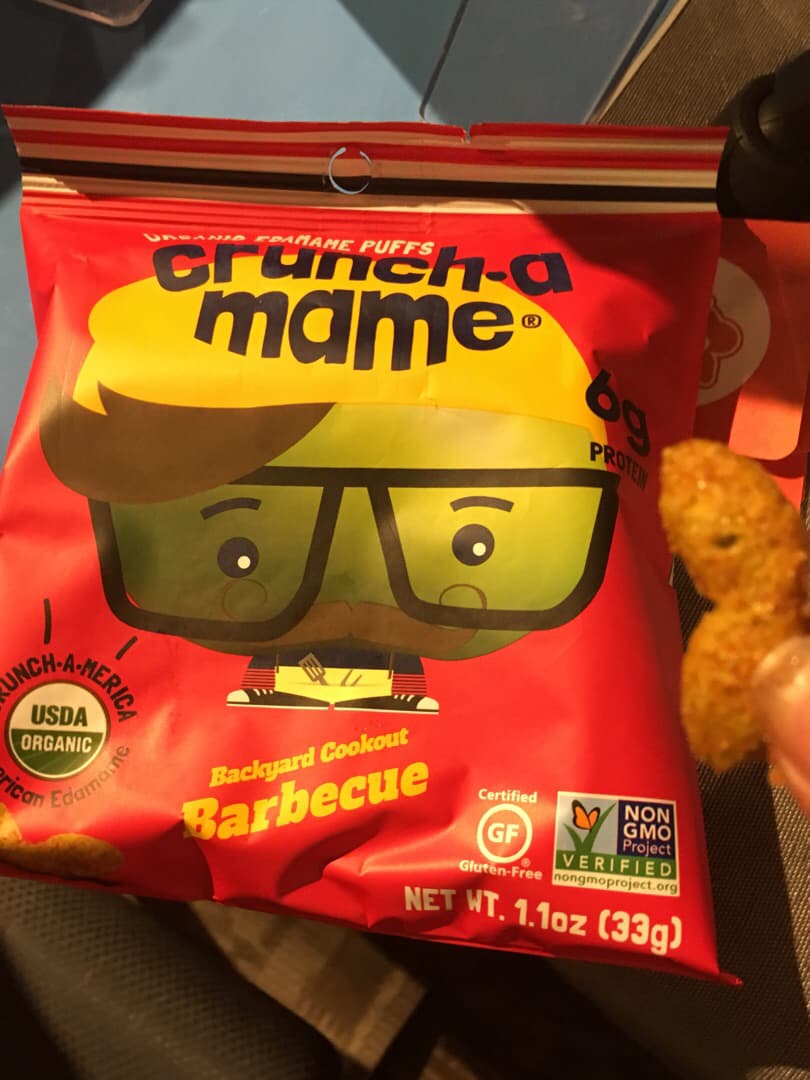 ORGANIC EDAMAME PUFFS
crunch-a
mame®
6g
PROTEIN
CRUNCH-A-MERICA
USDA
ORGANIC
Edamame
Backyard Cookout
Barbecue
Certified
GF
®
Gluten-Free
NON
GMO
Project
VERIFIED
nongmoproject.org
NET WT. 1.1oz (33g)